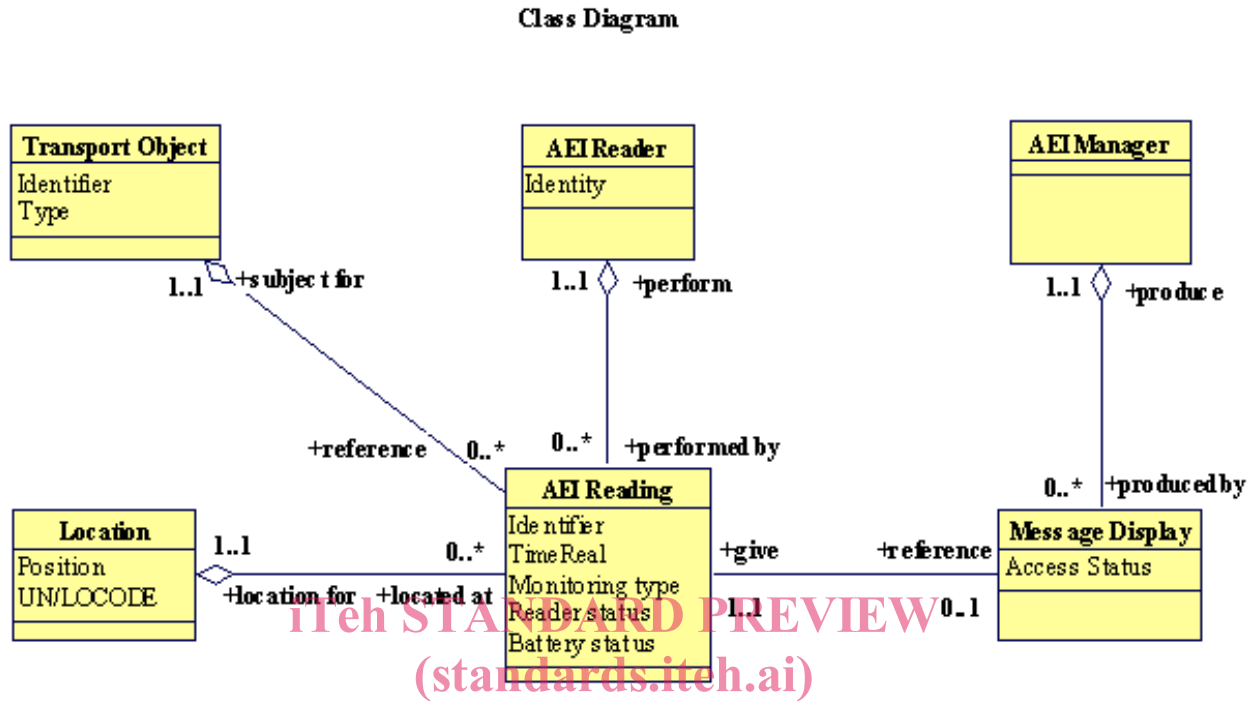 Class Diagram
Transport Object
Identifier
Type
AEI Reader
Identity
AEI Manager
1..1
+subject for
1..1
+perform
1..1
+produce
+reference
0..*
0..*
+performed by
0..*
+produced by
AEI Reading
Identifier
TimeReal
Monitoring type
Reader status
Battery status
Location
Position
UN/LOCODE
1..1
0..*
+location for
+located at
+give
+reference
1..1
0..1
Message Display
Access Status
iTeh STANDARD PREVIEW
(standards.iteh.ai)